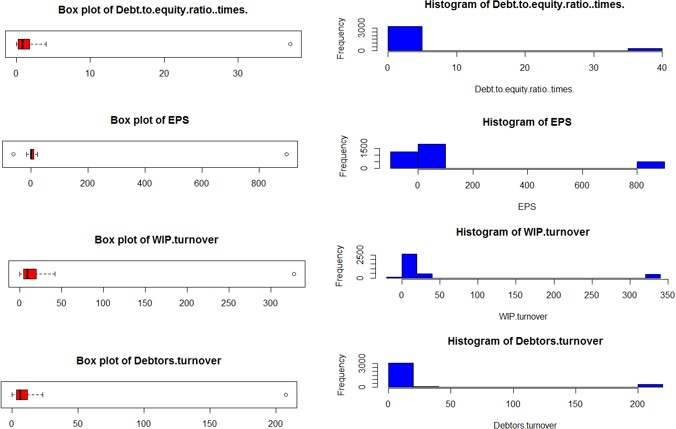 Box plot of Debt.to.equity.ratio..times.
0 10 20 30
Histogram of Debt.to.equity.ratio..times.
Frequency
0 3000
0 10 20 30 40
Debt.to.equity.ratio..times.
Box plot of EPS
0 200 400 600 800
Histogram of EPS
Frequency
0 1500
0 200 400 600 800
EPS
Box plot of WIP.turnover
0 50 100 150 200 250 300
Histogram of WIP.turnover
Frequency
0 2500
0 50 100 150 200 250 300 350
WIP.turnover
Box plot of Debtors.turnover
0 50 100 150 200
Histogram of Debtors.turnover
Frequency
0 3000
0 50 100 150 200
Debtors.turnover